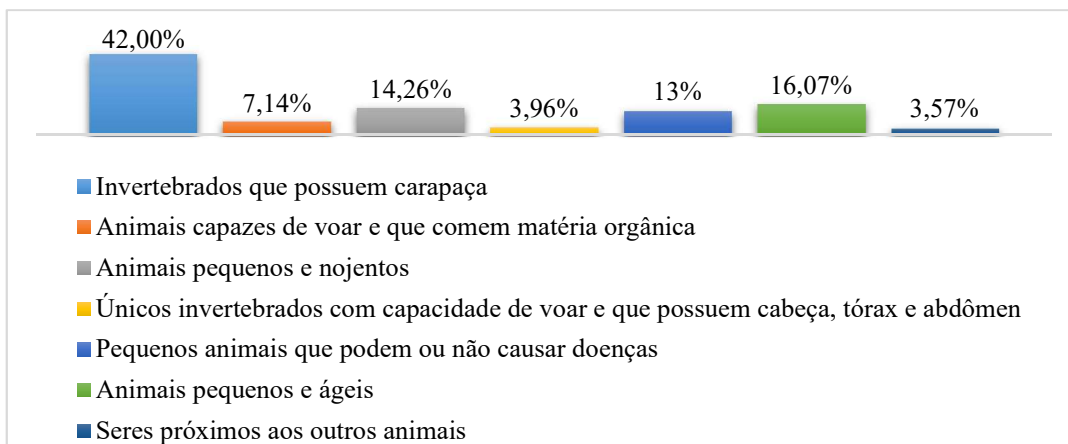 42,00%
7,14%
14,26%
3,96%
13%
16,07%
3,57%
Invertebrados que possuem carapaça
Animais capazes de voar e que comem matéria orgânica
Animais pequenos e nojentos
Únicos invertebrados com capacidade de voar e que possuem cabeça, tórax e abdômen
Pequenos animais que podem ou não causar doenças
Animais pequenos e ágeis
Seres próximos aos outros animais